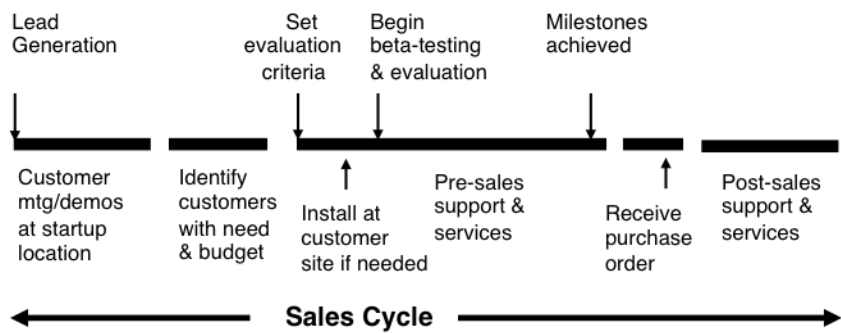 Lead
Generation
Set
evaluation
criteria
Begin
beta-testing
& evaluation
Milestones
achieved
Customer
mtg/demos
at startup
location
Identify
customers
with need
& budget
Install at
customer
site if needed
Pre-sales
support &
services
Receive
purchase
order
Post-sales
support &
services
Sales Cycle